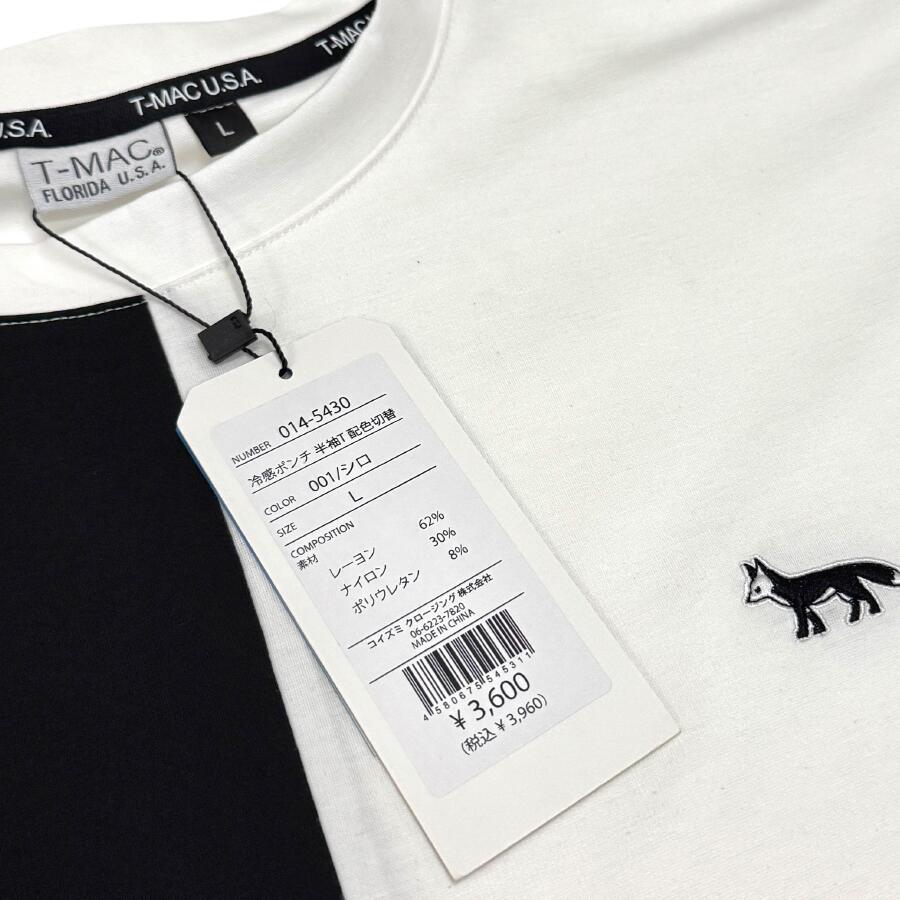 T-MAC
T-MAC U.S.A.
U.S.A.
L
T-MAC®
FLORIDA U.S.A.
NUMBER 014-5430
冷感ポンチ 半袖T 配色切替
COLOR 001/シロ
SIZE L
COMPOSITION
素材
レーヨン 62%
ナイロン 30%
ポリウレタン 8%
コイズミ クロージング 株式会社
06-6223-7820
MADE IN CHINA
4 580675 545311
¥ 3,600
(税込 ¥ 3,960)